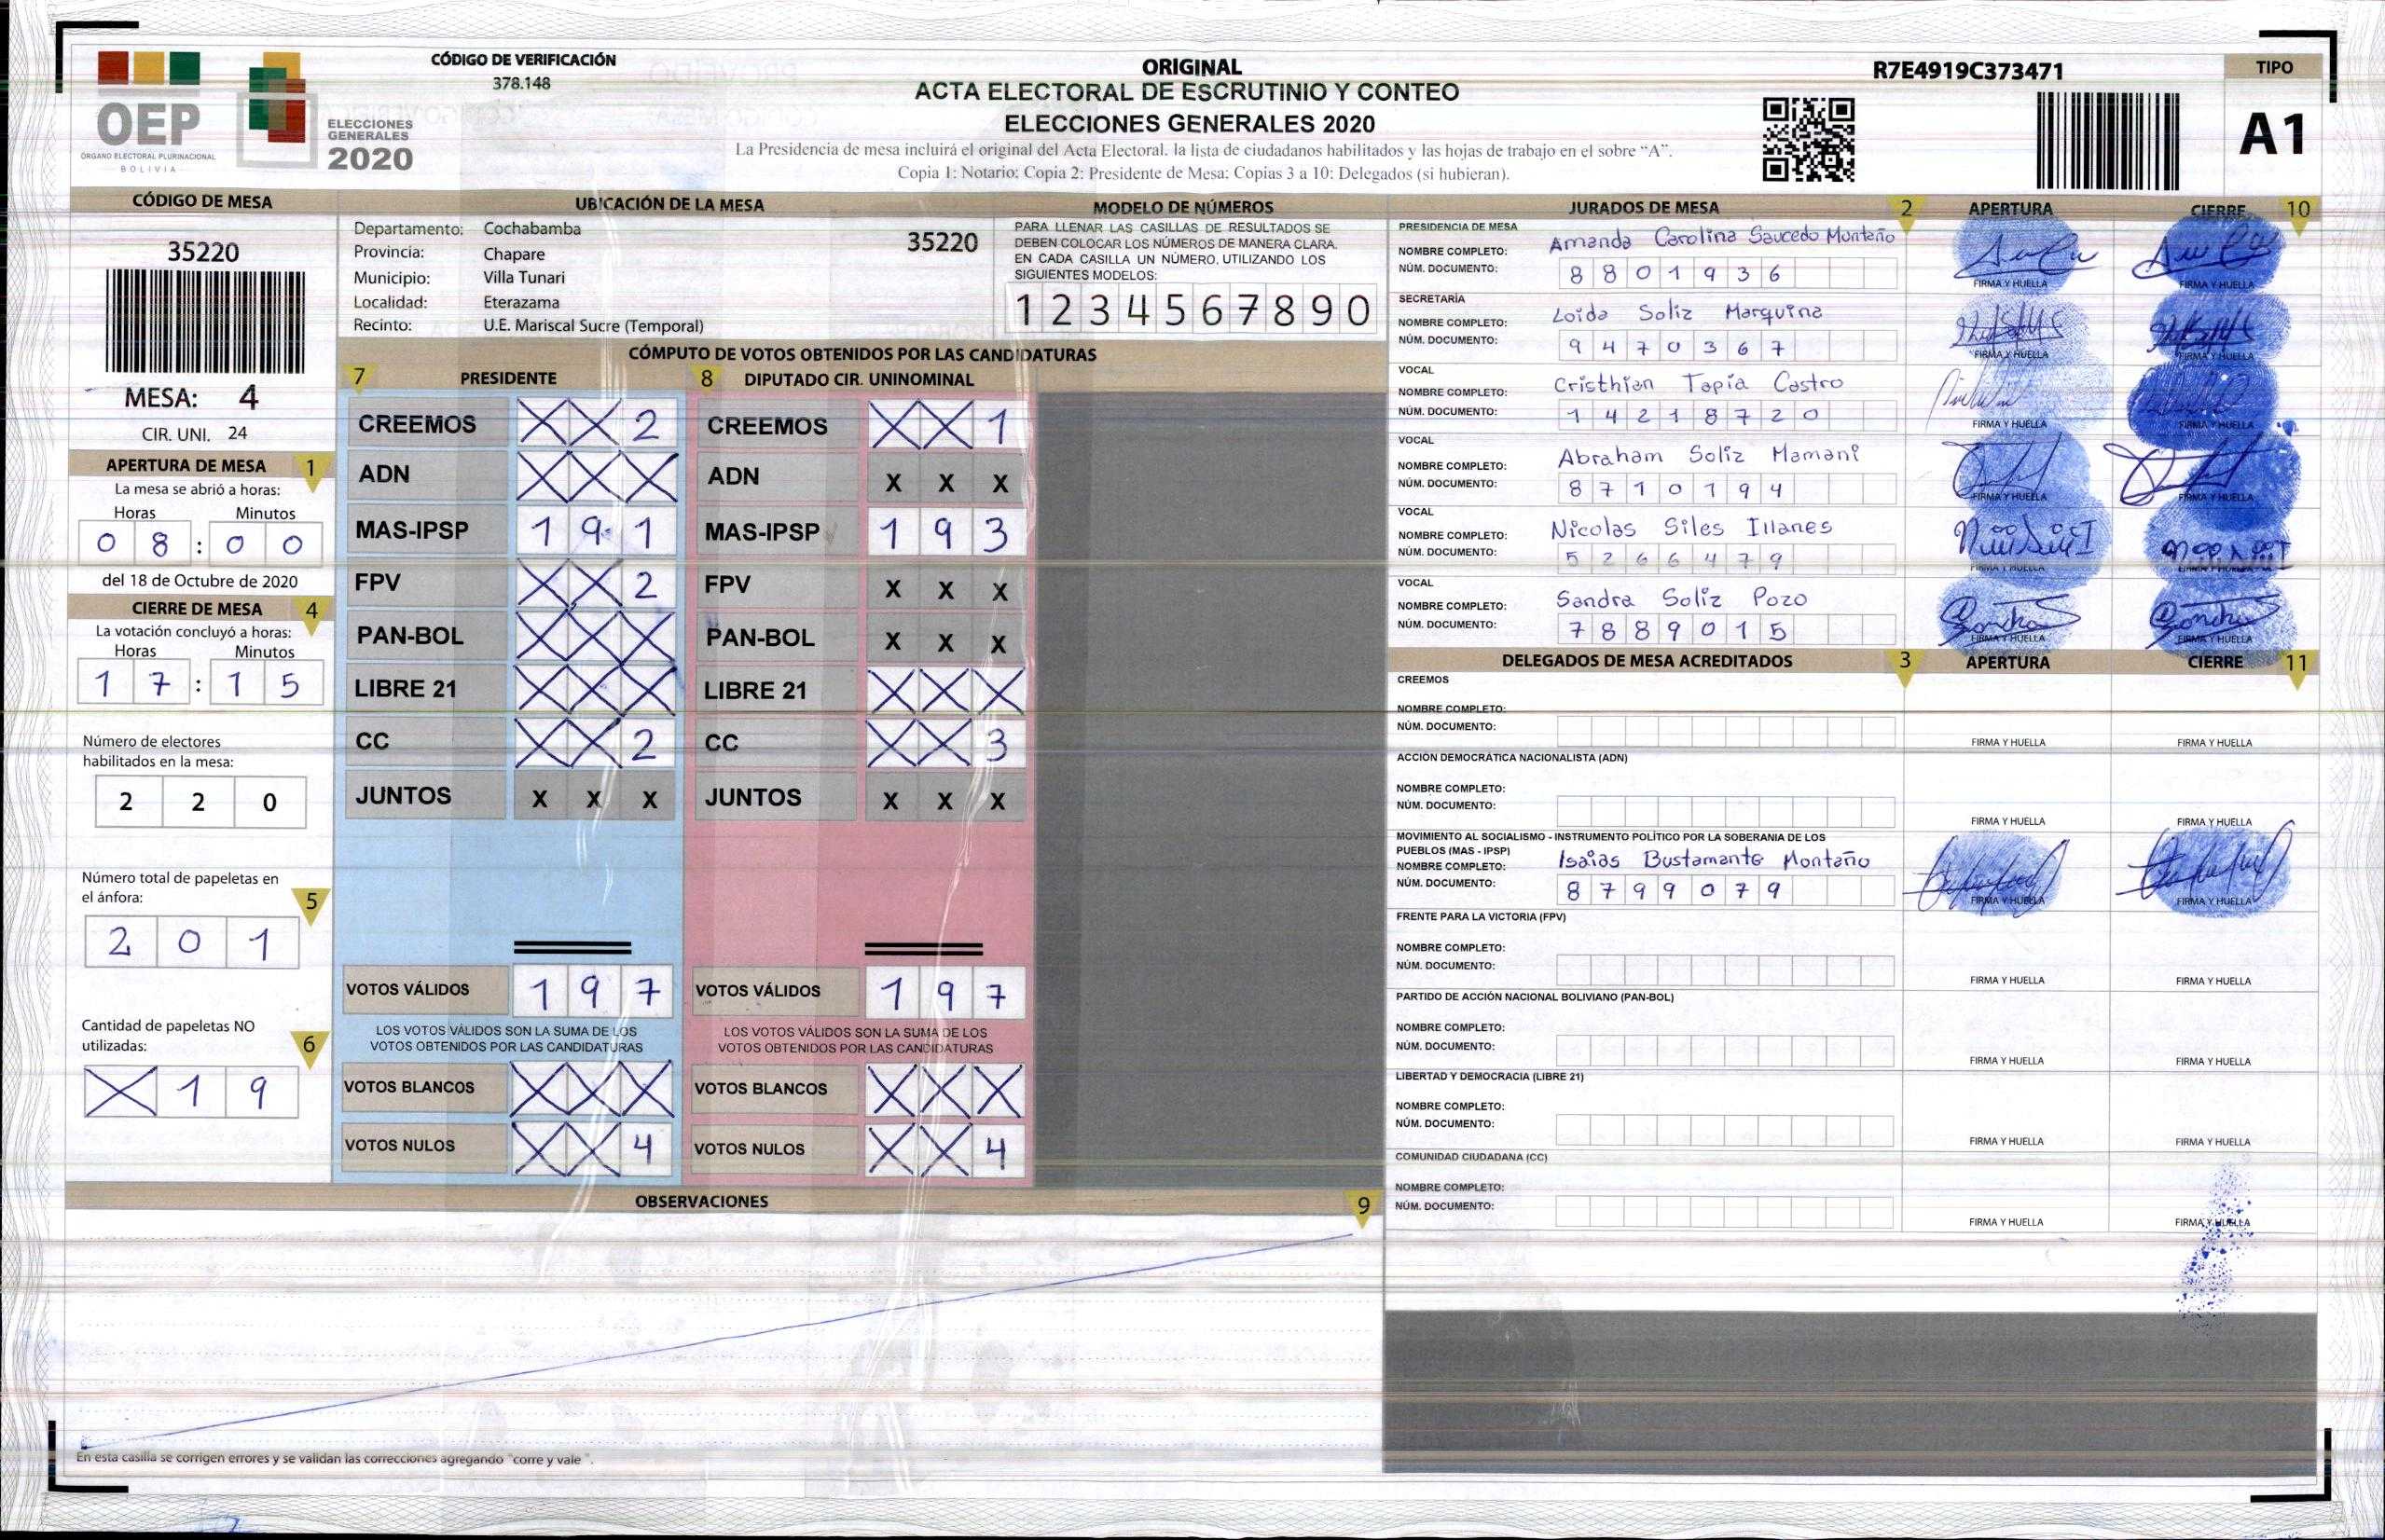 CÓDIGO DE VERIFICACIÓN
378.148
OEP
ÓRGANO ELECTORAL PLURINACIONAL
BOLIVIA
ELECCIONES
GENERALES
2020
ORIGINAL
ACTA ELECTORAL DE ESCRUTINIO Y CONTEO
ELECCIONES GENERALES 2020
La Presidencia de mesa incluirá el original del Acta Electoral, la lista de ciudadanos habilitados y las hojas de trabajo en el sobre “A”.
Copia 1: Notario; Copia 2: Presidente de Mesa; Copias 3 a 10: Delegados (si hubieran).
R7E4919C373471
TIPO
A1
CÓDIGO DE MESA
35220
MESA: 4
CIR. UNI. 24
APERTURA DE MESA 1
La mesa se abrió a horas:
Horas Minutos
0 8 : 0 0
del 18 de Octubre de 2020
CIERRE DE MESA 4
La votación concluyó a horas:
Horas Minutos
1 7 : 1 5
Número de electores
habilitados en la mesa:
2 2 0
Número total de papeletas en
el ánfora: 5
2 0 1
Cantidad de papeletas NO
utilizadas: 6
X 1 9
UBICACIÓN DE LA MESA
Departamento: Cochabamba
35220
Provincia: Chapare
Municipio: Villa Tunari
Localidad: Eterazama
Recinto: U.E. Mariscal Sucre (Temporal)
MODELO DE NÚMEROS
PARA LLENAR LAS CASILLAS DE RESULTADOS SE
DEBEN COLOCAR LOS NÚMEROS DE MANERA CLARA.
EN CADA CASILLA UN NÚMERO, UTILIZANDO LOS
SIGUIENTES MODELOS:
1 2 3 4 5 6 7 8 9 0
CÓMPUTO DE VOTOS OBTENIDOS POR LAS CANDIDATURAS
7 PRESIDENTE 8 DIPUTADO CIR. UNINOMINAL
CREEMOS X X 2 CREEMOS X X 1
ADN X X X ADN X X X
MAS-IPSP 1 9 1 MAS-IPSP 1 9 3
FPV X X 2 FPV X X X
PAN-BOL X X X PAN-BOL X X X
LIBRE 21 X X X LIBRE 21 X X X
CC X X 2 CC X X 3
JUNTOS X X X JUNTOS X X X
VOTOS VÁLIDOS 1 9 7 VOTOS VÁLIDOS 1 9 7
LOS VOTOS VÁLIDOS SON LA SUMA DE LOS LOS VOTOS VÁLIDOS SON LA SUMA DE LOS
VOTOS OBTENIDOS POR LAS CANDIDATURAS VOTOS OBTENIDOS POR LAS CANDIDATURAS
VOTOS BLANCOS X X X VOTOS BLANCOS X X X
VOTOS NULOS X X 4 VOTOS NULOS X X 4
OBSERVACIONES 9
En esta casilla se corrigen errores y se validan las correcciones agregando "corre y vale ".
JURADOS DE MESA 2 APERTURA CIERRE 10
PRESIDENCIA DE MESA
NOMBRE COMPLETO: Amanda Carolina Saucedo Montaño
NÚM. DOCUMENTO: 8 8 0 1 9 3 6
FIRMA Y HUELLA FIRMA Y HUELLA
SECRETARÍA
NOMBRE COMPLETO: Loida Soliz Marquina
NÚM. DOCUMENTO: 9 4 7 0 3 6 7
FIRMA Y HUELLA FIRMA Y HUELLA
VOCAL
NOMBRE COMPLETO: Cristhian Tapia Castro
NÚM. DOCUMENTO: 1 4 2 1 8 7 2 0
FIRMA Y HUELLA FIRMA Y HUELLA
VOCAL
NOMBRE COMPLETO: Abraham Soliz Mamani
NÚM. DOCUMENTO: 8 7 1 0 1 9 4
FIRMA Y HUELLA FIRMA Y HUELLA
VOCAL
NOMBRE COMPLETO: Nicolas Siles Illanes
NÚM. DOCUMENTO: 5 2 6 6 4 7 9
FIRMA Y HUELLA FIRMA Y HUELLA
VOCAL
NOMBRE COMPLETO: Sandra Soliz Pozo
NÚM. DOCUMENTO: 7 8 8 9 0 1 5
FIRMA Y HUELLA FIRMA Y HUELLA
DELEGADOS DE MESA ACREDITADOS 3 APERTURA CIERRE 11
CREEMOS
NOMBRE COMPLETO:
NÚM. DOCUMENTO:
FIRMA Y HUELLA FIRMA Y HUELLA
ACCIÓN DEMOCRÁTICA NACIONALISTA (ADN)
NOMBRE COMPLETO:
NÚM. DOCUMENTO:
FIRMA Y HUELLA FIRMA Y HUELLA
MOVIMIENTO AL SOCIALISMO - INSTRUMENTO POLÍTICO POR LA SOBERANIA DE LOS
PUEBLOS (MAS - IPSP)
NOMBRE COMPLETO: Isaias Bustamante Montaño
NÚM. DOCUMENTO: 8 7 9 9 0 7 9
FIRMA Y HUELLA FIRMA Y HUELLA
FRENTE PARA LA VICTORIA (FPV)
NOMBRE COMPLETO:
NÚM. DOCUMENTO:
FIRMA Y HUELLA FIRMA Y HUELLA
PARTIDO DE ACCIÓN NACIONAL BOLIVIANO (PAN-BOL)
NOMBRE COMPLETO:
NÚM. DOCUMENTO:
FIRMA Y HUELLA FIRMA Y HUELLA
LIBERTAD Y DEMOCRACIA (LIBRE 21)
NOMBRE COMPLETO:
NÚM. DOCUMENTO:
FIRMA Y HUELLA FIRMA Y HUELLA
COMUNIDAD CIUDADANA (CC)
NOMBRE COMPLETO:
NÚM. DOCUMENTO:
FIRMA Y HUELLA FIRMA Y HUELLA